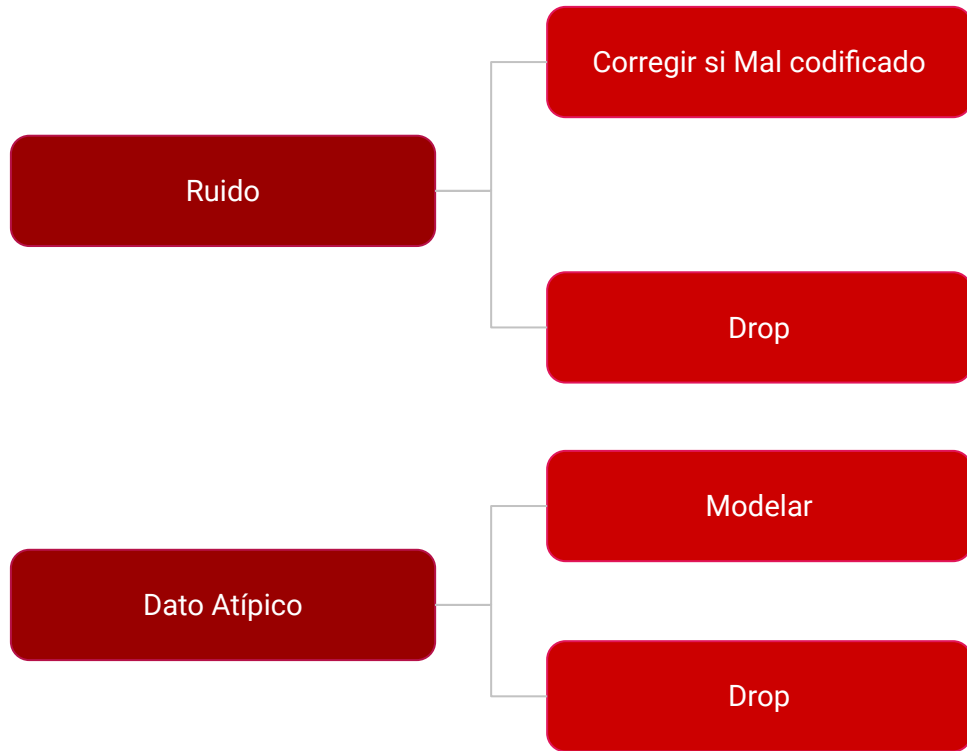 Corregir si Mal codificado
Ruido
Drop
Modelar
Dato Atípico
Drop